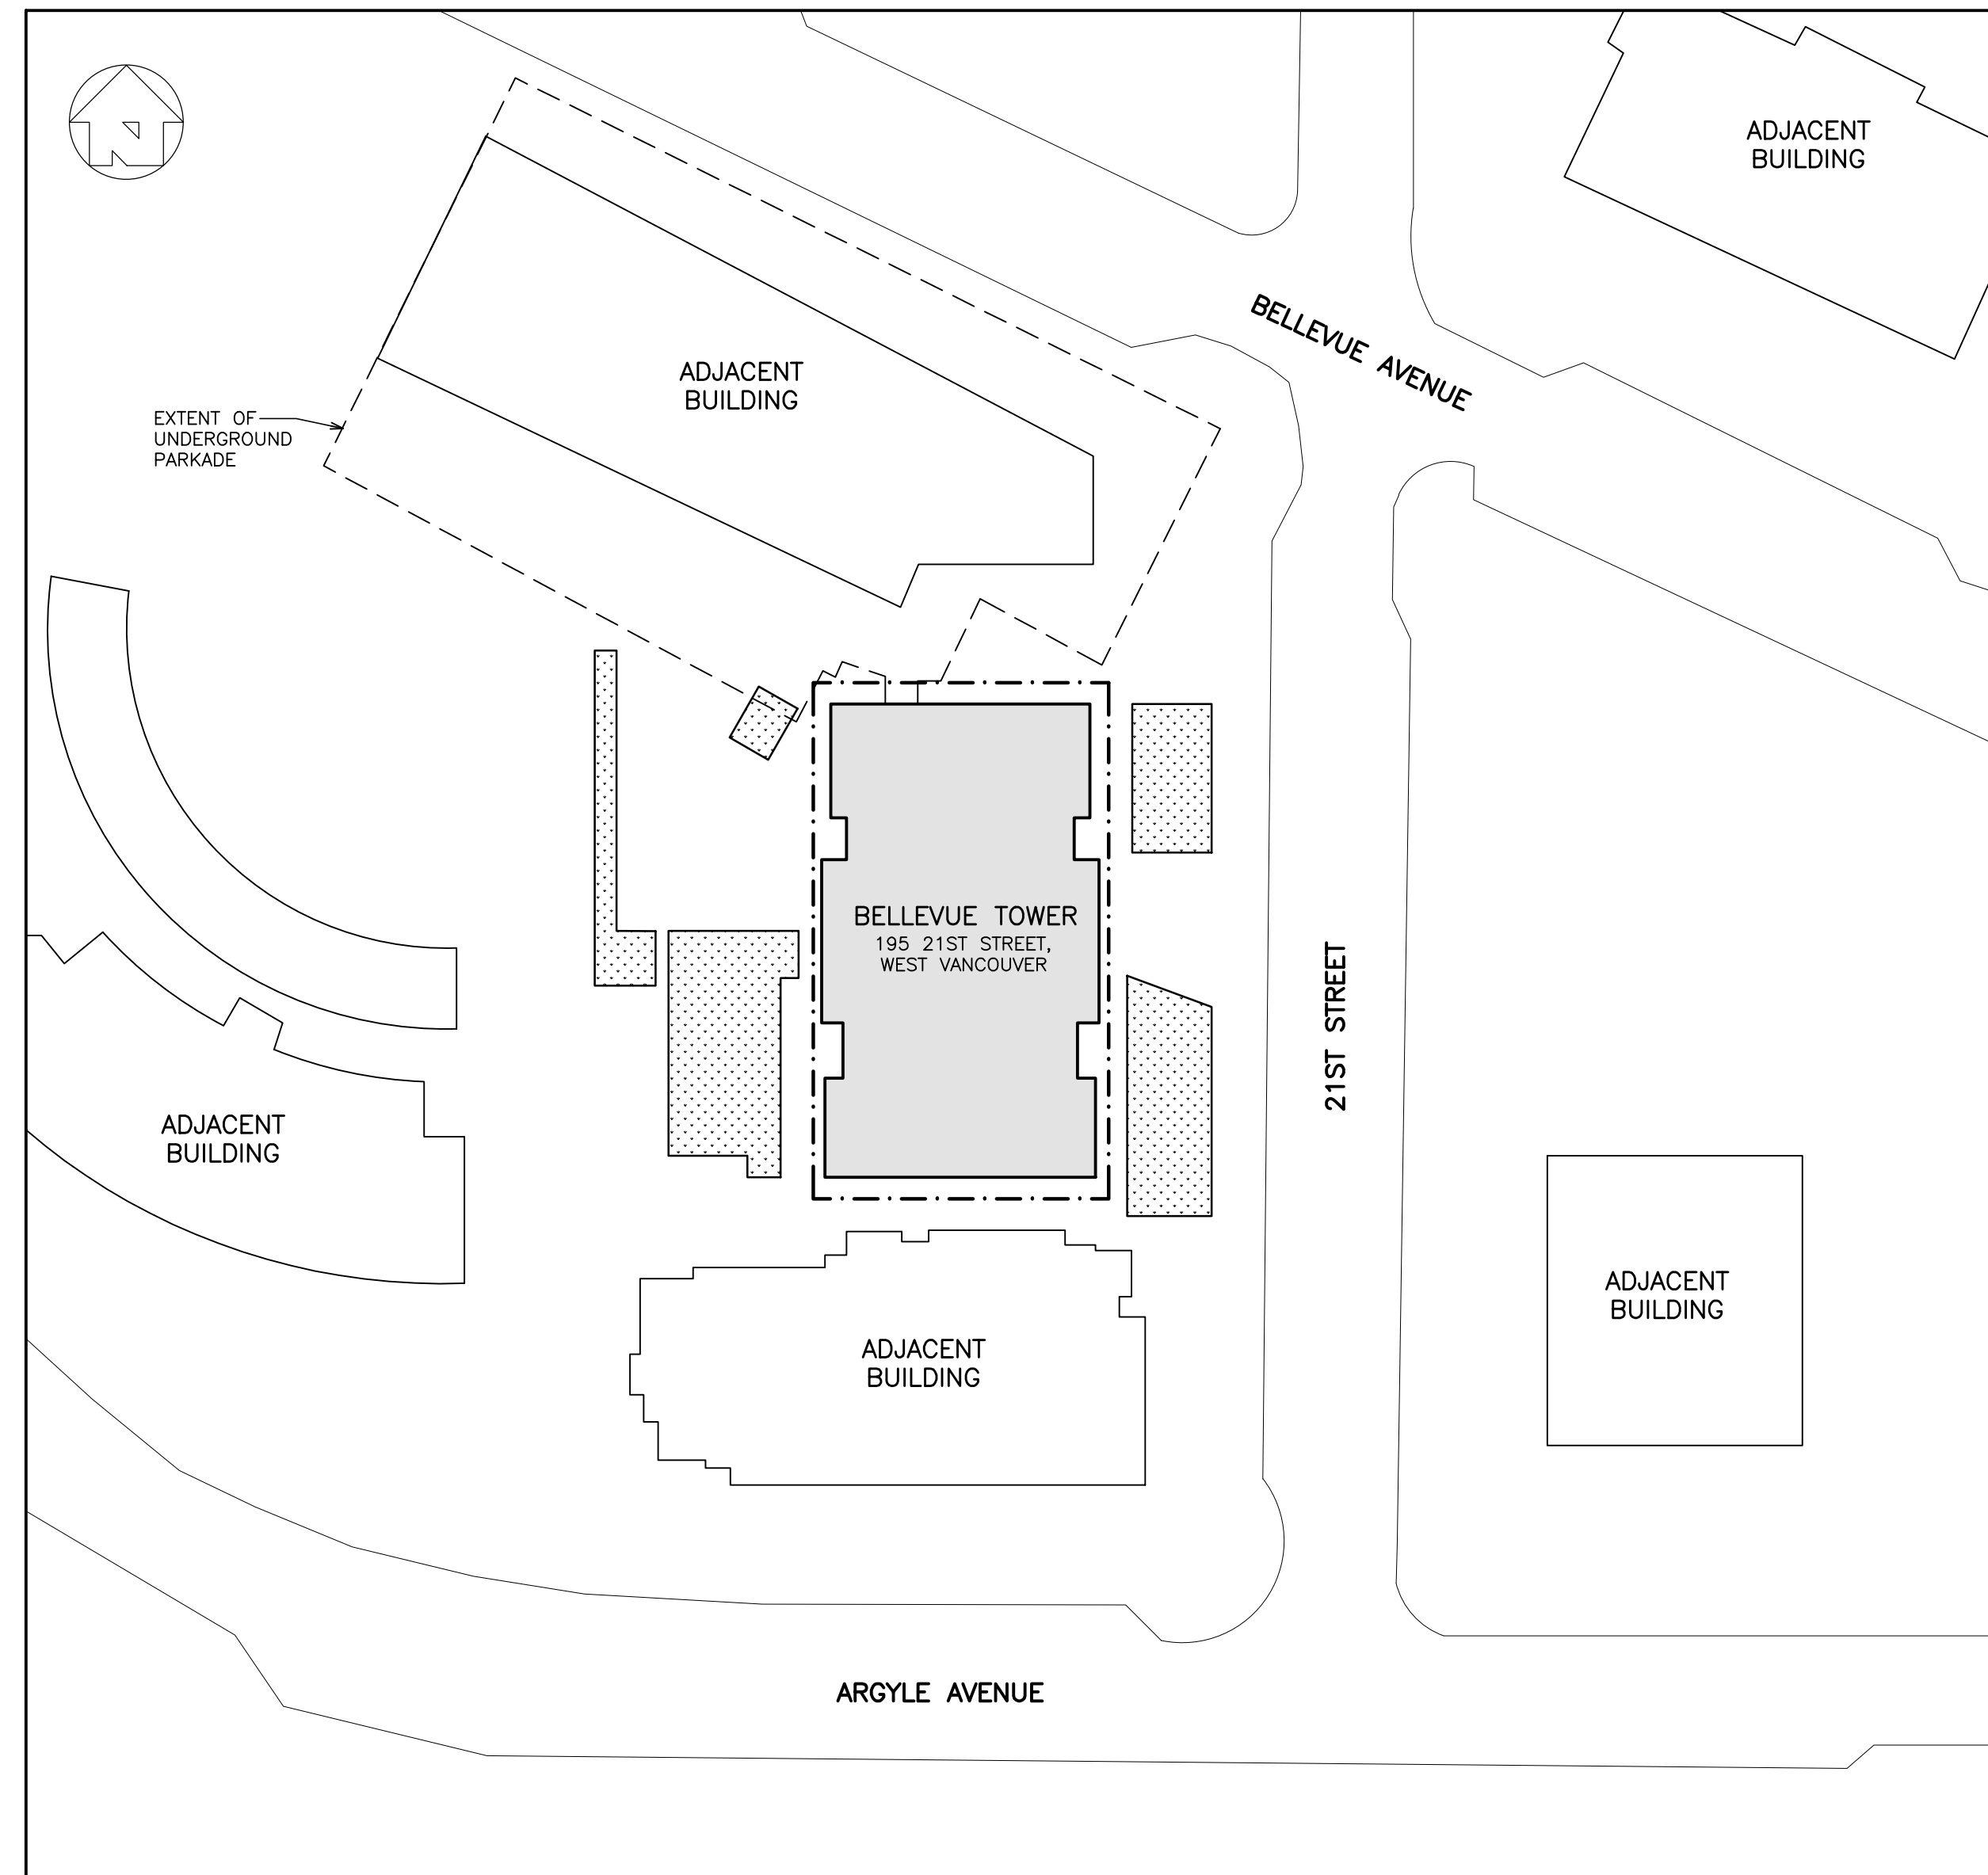 ADJACENT
BUILDING
BELLEVUE AVENUE
ADJACENT
BUILDING
EXTENT OF
UNDERGROUND
PARKADE
BELLEVUE TOWER
195 21ST STREET,
WEST VANCOUVER
21ST STREET
ADJACENT
BUILDING
ADJACENT
BUILDING
ADJACENT
BUILDING
ARGYLE AVENUE
N